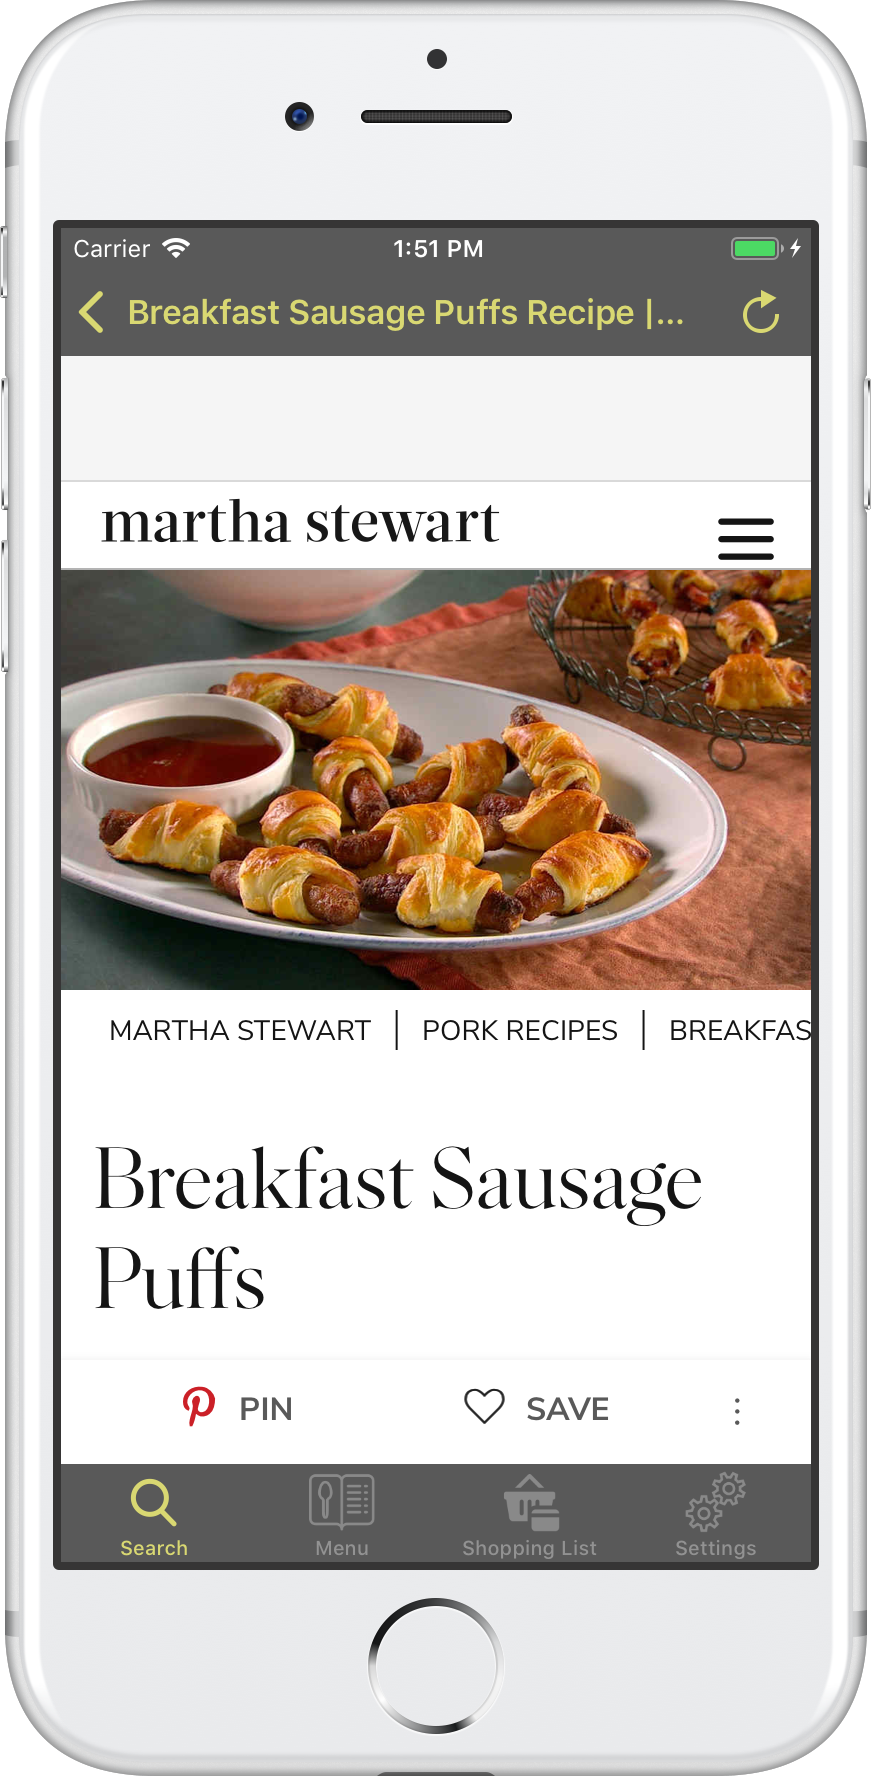 Carrier 1:51 PM
Breakfast Sausage Puffs Recipe |...
martha stewart
MARTHA STEWART | PORK RECIPES | BREAKFAS
Breakfast Sausage
Puffs
PIN SAVE
Search Menu Shopping List Settings